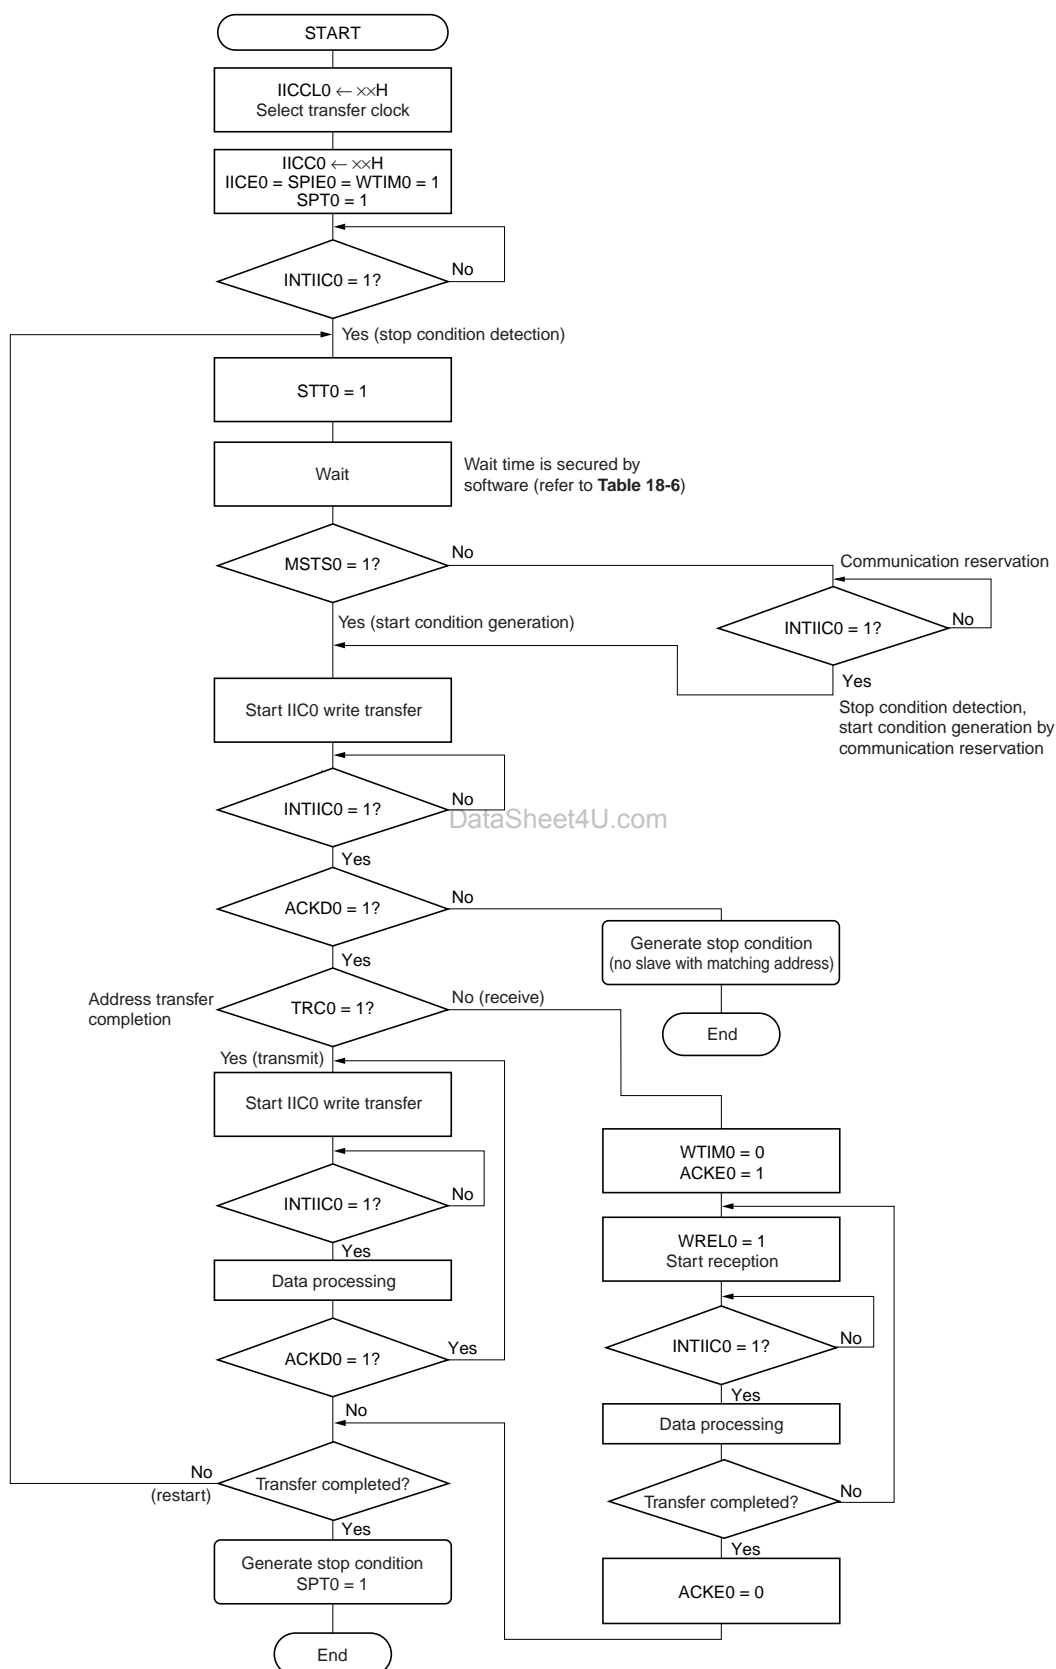 START
IICCL0 ← ××H
Select transfer clock
IICC0 ← ××H
IICE0 = SPIE0 = WTIM0 = 1
SPT0 = 1
INTIIC0 = 1?
No
Yes (stop condition detection)
STT0 = 1
Wait
Wait time is secured by
software (refer to Table 18-6)
MSTS0 = 1?
No
Communication reservation
INTIIC0 = 1?
No
Yes (start condition generation)
Yes
Stop condition detection,
start condition generation by
communication reservation
Start IIC0 write transfer
INTIIC0 = 1?
No
DataSheet4U.com
Yes
ACKD0 = 1?
No
Generate stop condition
(no slave with matching address)
End
Yes
Address transfer
completion
TRC0 = 1?
No (receive)
Yes (transmit)
Start IIC0 write transfer
INTIIC0 = 1?
No
Yes
Data processing
ACKD0 = 1?
Yes
No
WTIM0 = 0
ACKE0 = 1
WREL0 = 1
Start reception
INTIIC0 = 1?
No
Yes
Data processing
Transfer completed?
No
Yes
ACKE0 = 0
Transfer completed?
No
(restart)
Yes
Generate stop condition
SPT0 = 1
End